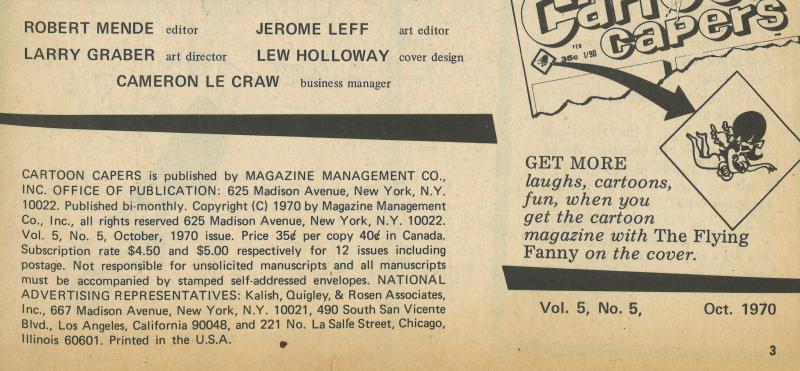 ROBERT MENDE editor JEROME LEFF art editor
LARRY GRABER art director LEW HOLLOWAY cover design
CAMERON LE CRAW business manager
CARTOON CAPERS is published by MAGAZINE MANAGEMENT CO.,
INC. OFFICE OF PUBLICATION: 625 Madison Avenue, New York, N.Y.
10022. Published bi-monthly. Copyright (C) 1970 by Magazine Management
Co., Inc., all rights reserved 625 Madison Avenue, New York, N.Y. 10022.
Vol. 5, No. 5, October, 1970 issue. Price 35¢ per copy 40¢ in Canada.
Subscription rate $4.50 and $5.00 respectively for 12 issues including
postage. Not responsible for unsolicited manuscripts and all manuscripts
must be accompanied by stamped self-addressed envelopes. NATIONAL
ADVERTISING REPRESENTATIVES: Kalish, Quigley, & Rosen Associates,
Inc., 667 Madison Avenue, New York, N.Y. 10021, 490 South San Vicente
Blvd., Los Angeles, California 90048, and 221 No. La Salle Street, Chicago,
Illinois 60601. Printed in the U.S.A.
Cartoon
capers
FEB
35c 1/90
GET MORE
laughs, cartoons,
fun, when you
get the cartoon
magazine with The Flying
Fanny on the cover.
Vol. 5, No. 5, Oct. 1970
3